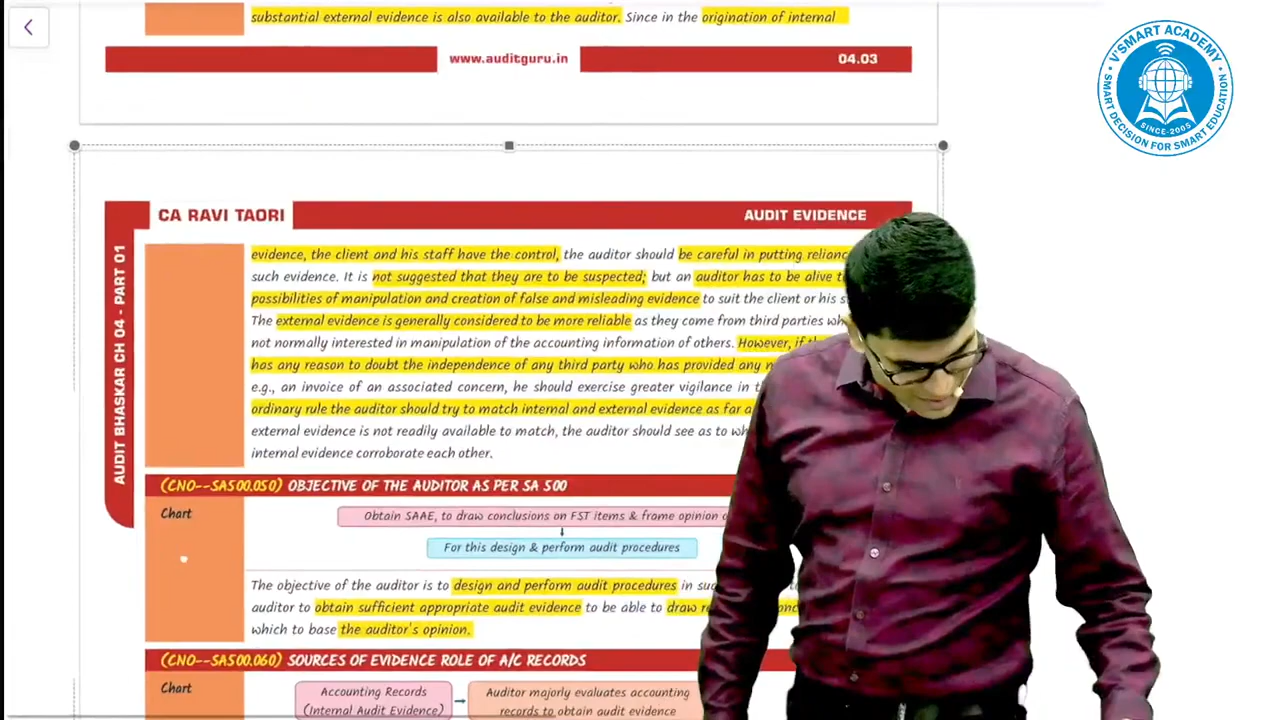 substantial external evidence is also available to the auditor. Since in the origination of internal
www.auditguru.in
04.03
V'SMART ACADEMY
SINCE-2005
SMART DECISION FOR SMART EDUCATION
CA RAVI TAORI
AUDIT EVIDENCE
AUDIT BHASKAR CH 04 - PART 01
evidence, the client and his staff have the control, the auditor should be careful in putting
such evidence. It is not suggested that they are to be suspected; but an auditor has to be alive
possibilities of manipulation and creation of false and misleading evidence to suit the client or his
The external evidence is generally considered to be more reliable as they come from third parties
not normally interested in manipulation of the accounting information of others. However, if
has any reason to doubt the independence of any third party who has provided any
e.g., an invoice of an associated concern, he should exercise greater vigilance in
ordinary rule the auditor should try to match internal and external evidence as far
external evidence is not readily available to match, the auditor should see as to
internal evidence corroborate each other.
(CNO--SA500.050) OBJECTIVE OF THE AUDITOR AS PER SA 500
Chart
Obtain SAAE, to draw conclusions on FST items & frame opinion
For this design & perform audit procedures
The objective of the auditor is to design and perform audit procedures in
auditor to obtain sufficient appropriate audit evidence to be able to draw
which to base the auditor's opinion.
(CNO--SA500.060) SOURCES OF EVIDENCE ROLE OF A/C RECORDS
Chart
Accounting Records
(Internal Audit Evidence)
Auditor majorly evaluates accounting
records to obtain audit evidence